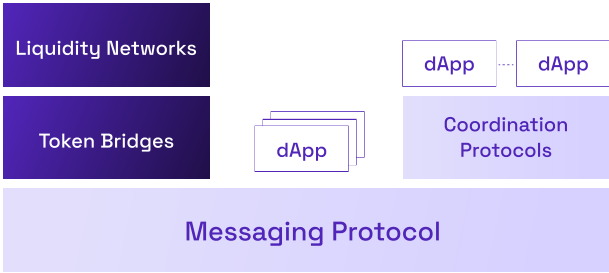 Liquidity Networks
dApp
dApp
Token Bridges
dApp
Coordination
Protocols
Messaging Protocol